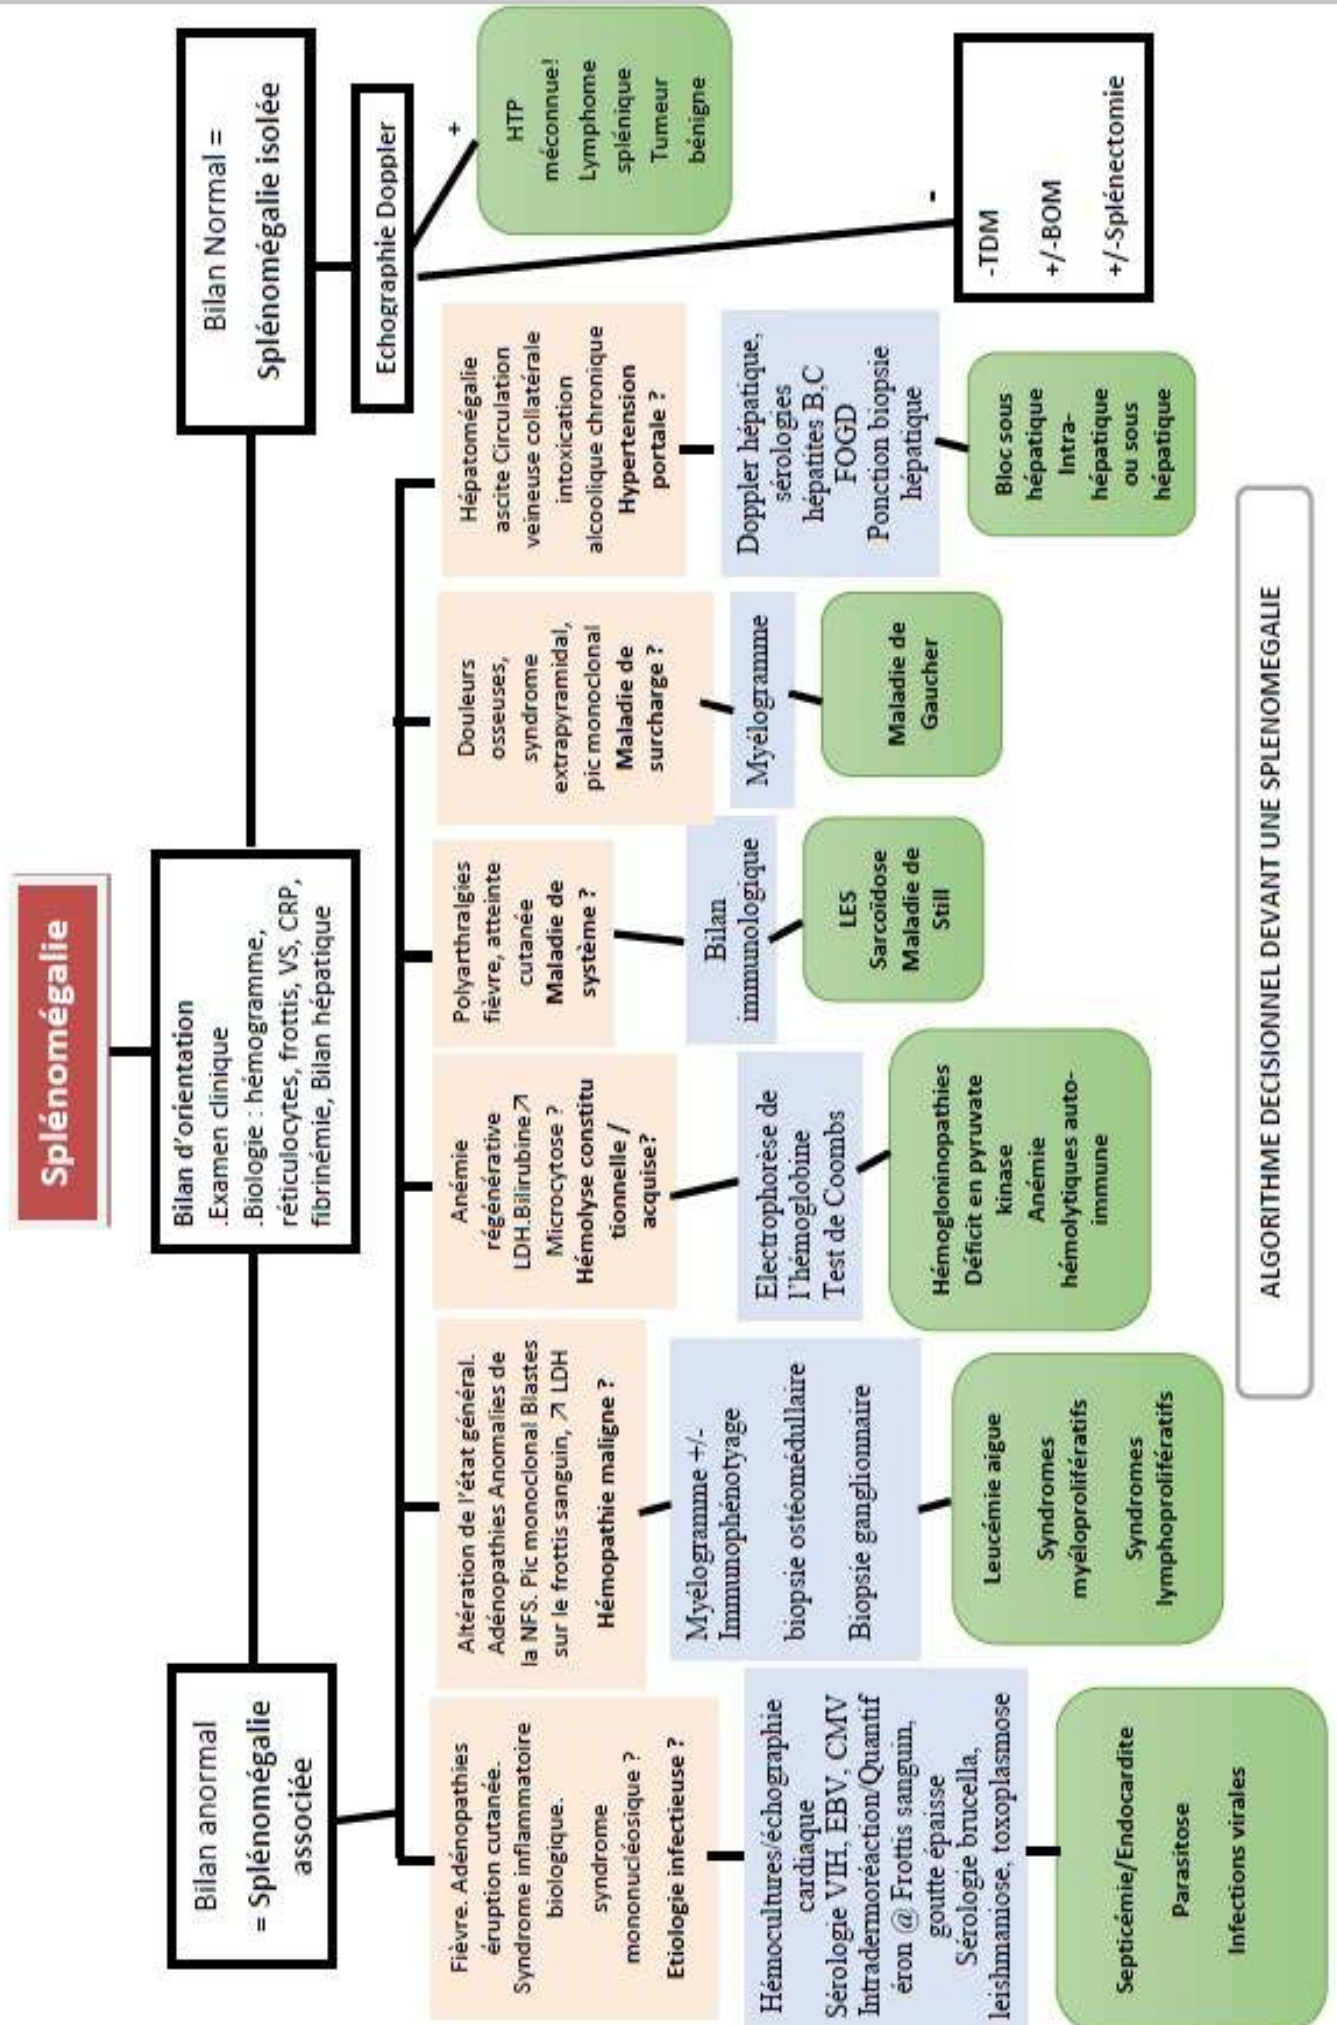 Splénomégalie
Bilan d'orientation
.Examen clinique
.Biologie : hémogramme,
réticulocytes, frottis, VS, CRP,
fibrinémie, Bilan hépatique
Bilan anormal
= Splénomégalie
associée
Bilan Normal =
Splénomégalie isolée
Echographie Doppler
+
HTP
méconnue!
Lymphome
splénique
Tumeur
bénigne
-
-TDM
+/-BOM
+/-Splénectomie
Fièvre. Adénopathies
éruption cutanée.
Syndrome inflammatoire
biologique.
syndrome
mononucléosique ?
Etiologie infectieuse ?
Hémocultures/échographie
cardiaque
Sérologie VIH, EBV, CMV
Intradermoréaction/Quantif
éron @ Frottis sanguin,
goutte épaisse
Sérologie brucella,
leishmaniose, toxoplasmose
Septicémie/Endocardite
Parasitose
Infections virales
Altération de l'état général.
Adénopathies Anomalies de
la NFS. Pic monoclonal Blastes
sur le frottis sanguin, ↗ LDH
Hémopathie maligne ?
Myélogramme +/-
Immunophénotyage
biopsie ostéomédullaire
Biopsie ganglionnaire
Leucémie aigue
Syndromes
myéloprolifératifs
Syndromes
lymphoprolifératifs
Anémie
régénérative
LDH.Bilirubine↗
Microcytose ?
Hémolyse constitu
tionnelle /
acquise?
Electrophorèse de
l'hémoglobine
Test de Coombs
Hémogloninopathies
Déficit en pyruvate
kinase
Anémie
hémolytiques auto-
immune
Polyarthralgies
fièvre, atteinte
cutanée
Maladie de
système ?
Bilan
immunologique
LES
Sarcoïdose
Maladie de
Still
Douleurs
osseuses,
syndrome
extrapyramidal,
pic monoclonal
Maladie de
surcharge ?
Myélogramme
Maladie de
Gaucher
Hépatomégalie
ascite Circulation
veineuse collatérale
intoxication
alcoolique chronique
Hypertension
portale ?
Doppler hépatique,
sérologies
hépatites B,C
FOGD
Ponction biopsie
hépatique
Bloc sous
hépatique
Intra-
hépatique
ou sous
hépatique
ALGORITHME DECISIONNEL DEVANT UNE SPLENOMEGALIE